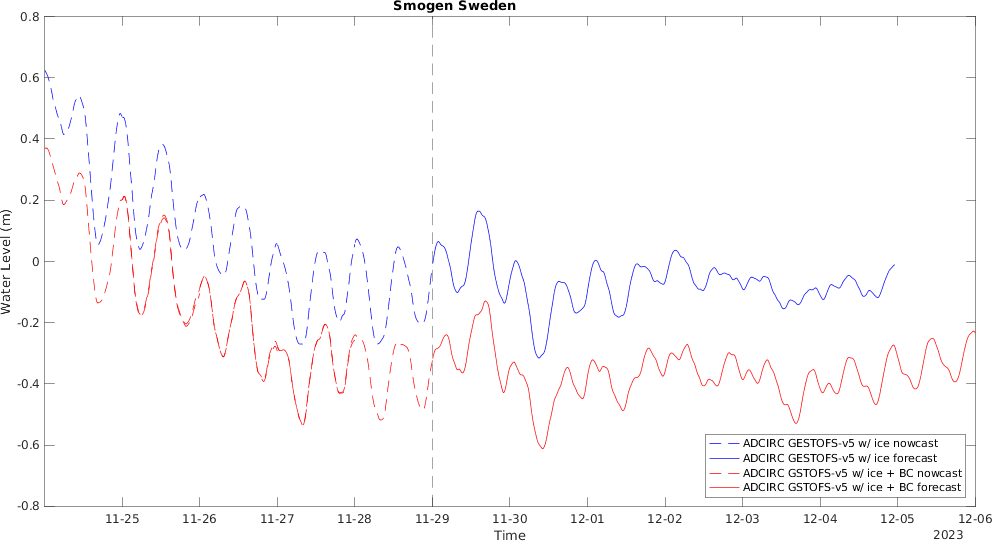 Smogen Sweden
0.8
0.6
0.4
0.2
0
-0.2
-0.4
-0.6
-0.8
Water Level (m)
11-25 11-26 11-27 11-28 11-29 11-30 12-01 12-02 12-03 12-04 12-05 12-06
Time
2023
ADCIRC GESTOFS-v5 w/ ice nowcast
ADCIRC GESTOFS-v5 w/ ice forecast
ADCIRC GSTOFS-v5 w/ ice + BC nowcast
ADCIRC GSTOFS-v5 w/ ice + BC forecast